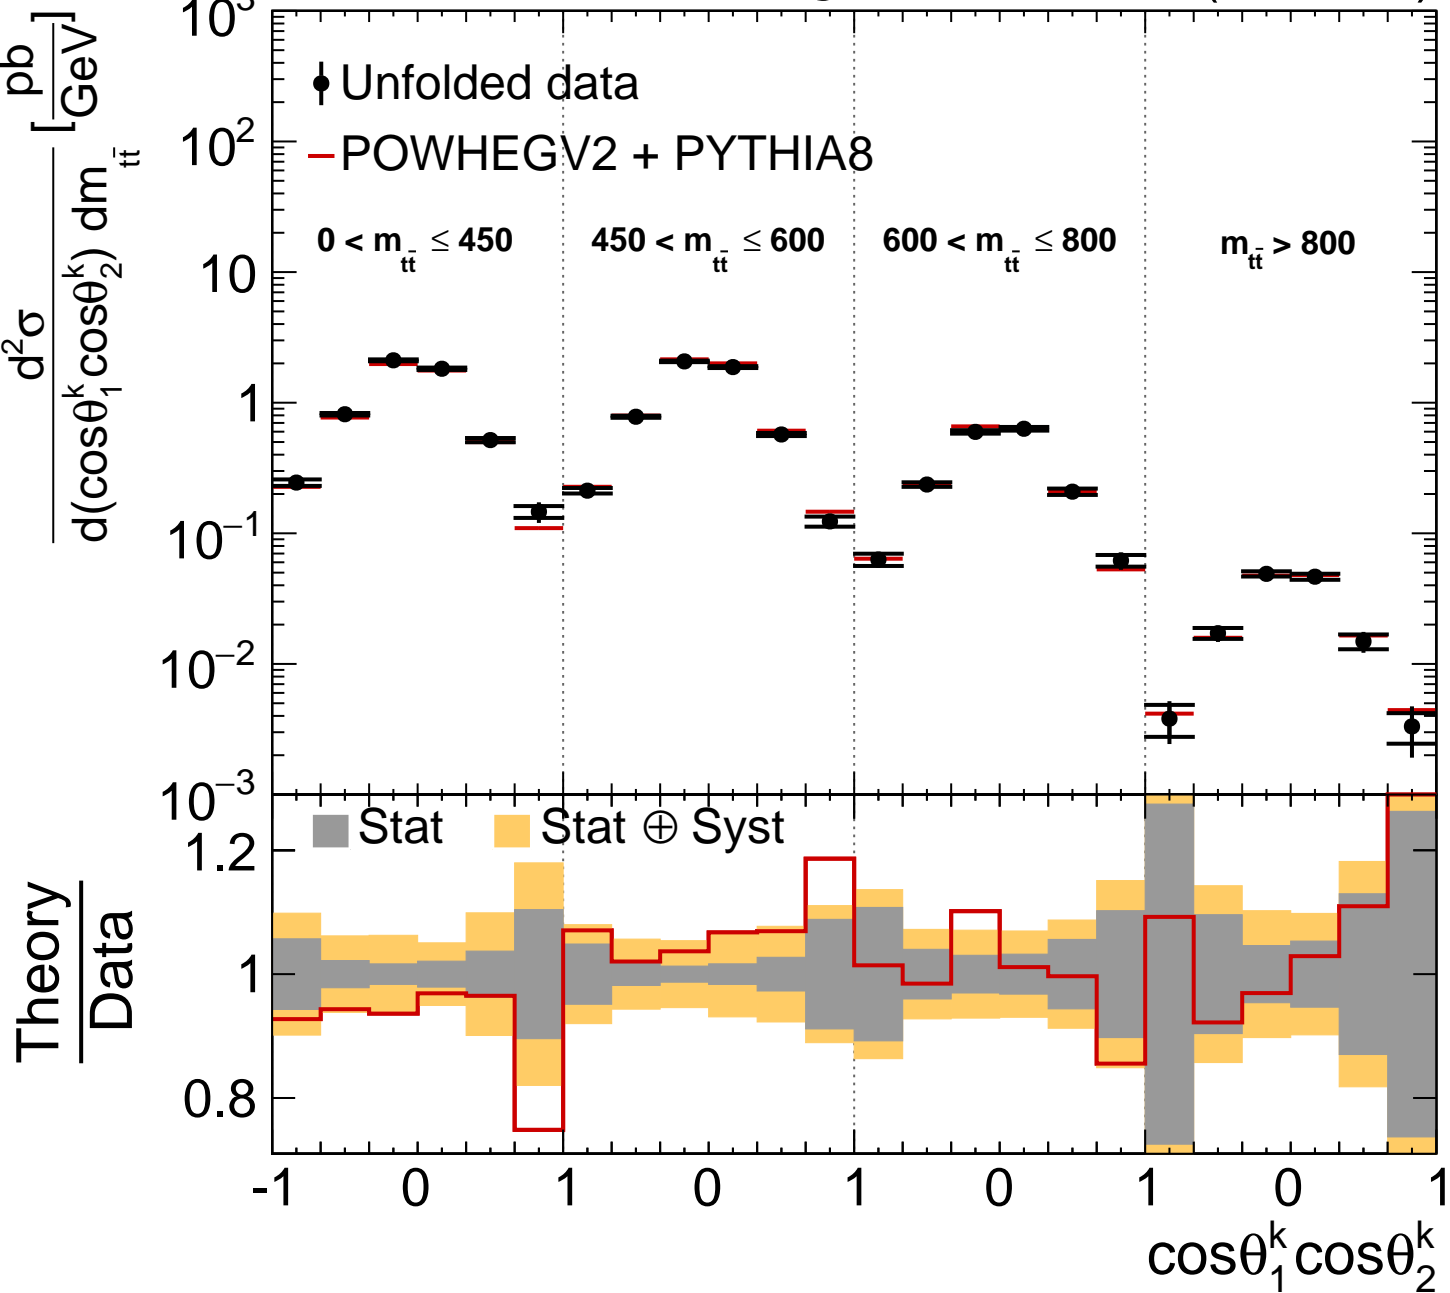 10³
d²σ
d(cosθ₁ᵏcosθ₂ᵏ) dm_tt̄
[pb/GeV]
Unfolded data
10²
POWHEGV2 + PYTHIA8
0 < m_tt̄ ≤ 450
450 < m_tt̄ ≤ 600
600 < m_tt̄ ≤ 800
m_tt̄ > 800
10
1
10⁻¹
10⁻²
10⁻³
Stat
Stat ⊕ Syst
1.2
Theory
Data
1
0.8
-1 0 1 0 1 0 1 0 1
cosθ₁ᵏcosθ₂ᵏ